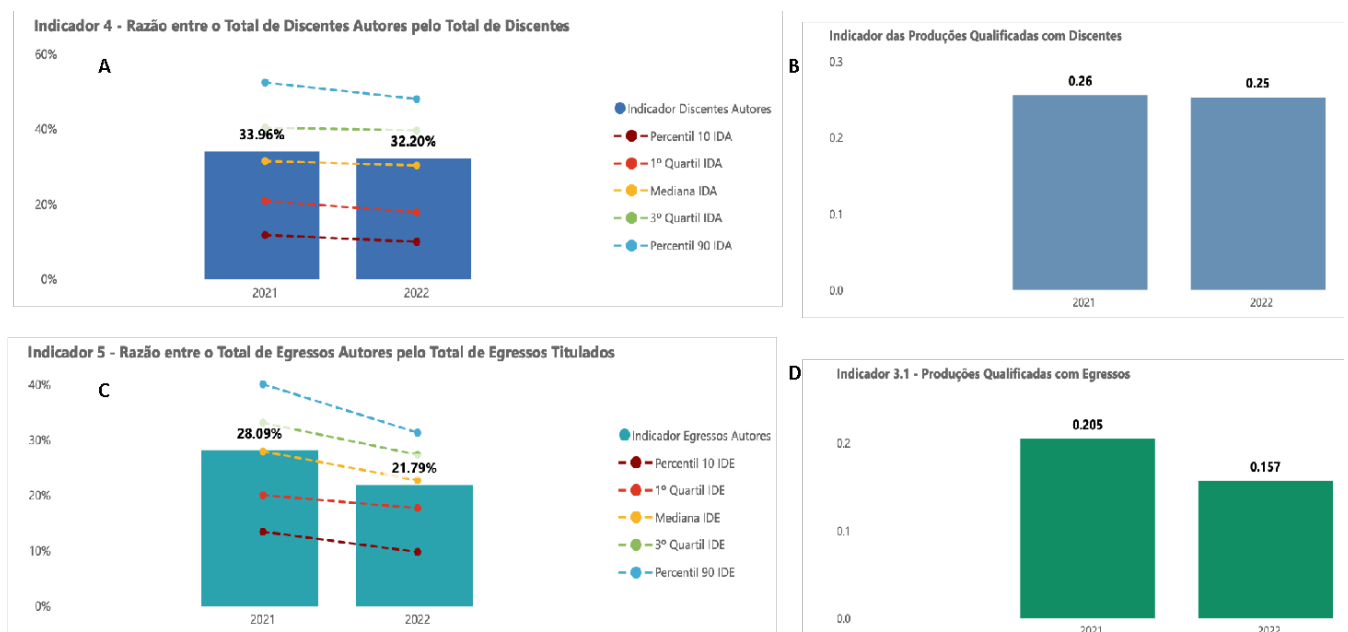 Indicador 4 - Razão entre o Total de Discentes Autores pelo Total de Discentes
60%
A
40%
33.96%
32.20%
20%
0%
2021
2022
Indicador Discentes Autores
Percentil 10 IDA
1º Quartil IDA
Mediana IDA
3º Quartil IDA
Percentil 90 IDA
Indicador das Produções Qualificadas com Discentes
B
0.3
0.26
0.25
0.2
0.1
0.0
2021
2022
Indicador 5 - Razão entre o Total de Egressos Autores pelo Total de Egressos Titulados
40%
C
30%
28.09%
21.79%
20%
10%
0%
2021
2022
Indicador Egressos Autores
Percentil 10 IDE
1º Quartil IDE
Mediana IDE
3º Quartil IDE
Percentil 90 IDE
D
Indicador 3.1 - Produções Qualificadas com Egressos
0.205
0.2
0.157
0.1
0.0
2021
2022